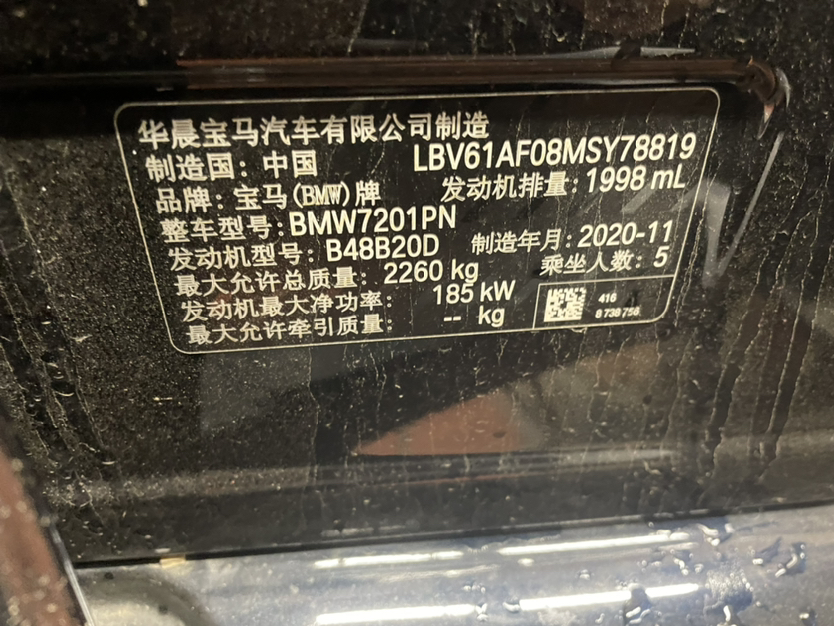 华晨宝马汽车有限公司制造
制造国: 中国 LBV61AF08MSY78819
品牌: 宝马(BMW)牌 发动机排量: 1998 mL
整车型号: BMW7201PN
发动机型号: B48B20D 制造年月: 2020-11
最大允许总质量: 2260 kg 乘坐人数: 5
发动机最大净功率: 185 kW
最大允许牵引质量: -- kg
416
8 738 756